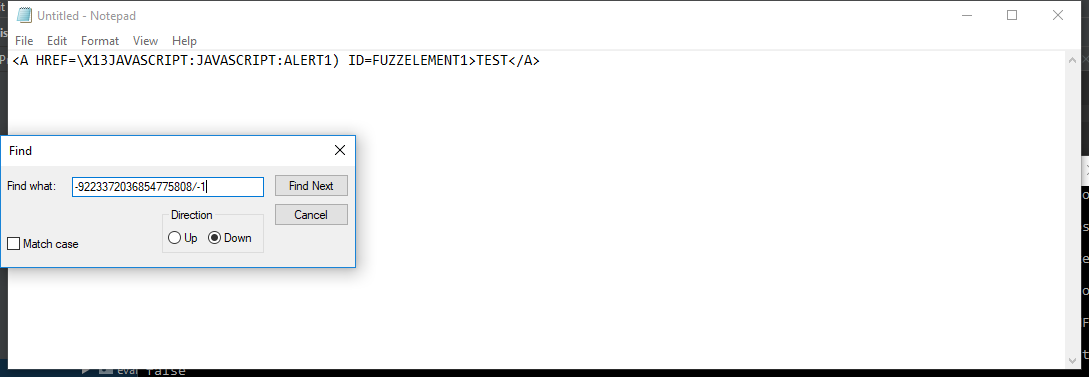 Untitled - Notepad
File Edit Format View Help
<A HREF=\X13JAVASCRIPT:JAVASCRIPT:ALERT1) ID=FUZZELEMENT1>TEST</A>
Find
Find what: -9223372036854775808/-1 Find Next
Direction Cancel
Up Down
Match case
eval false